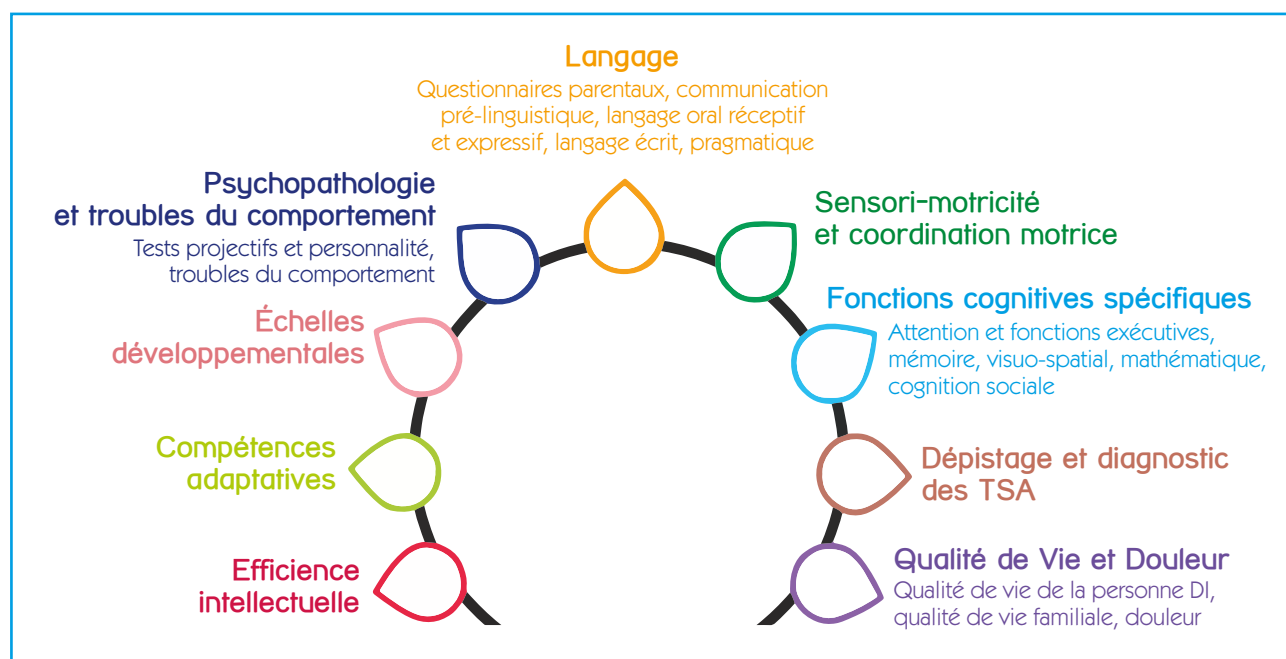 Langage
Questionnaires parentaux, communication
pré-linguistique, langage oral réceptif
et expressif, langage écrit, pragmatique
Psychopathologie
et troubles du comportement
Tests projectifs et personnalité,
troubles du comportement
Sensori-motricité
et coordination motrice
Échelles
développementales
Fonctions cognitives spécifiques
Attention et fonctions exécutives,
mémoire, visuo-spatial, mathématique,
cognition sociale
Compétences
adaptatives
Dépistage et diagnostic
des TSA
Efficience
intellectuelle
Qualité de Vie et Douleur
Qualité de vie de la personne DI,
qualité de vie familiale, douleur